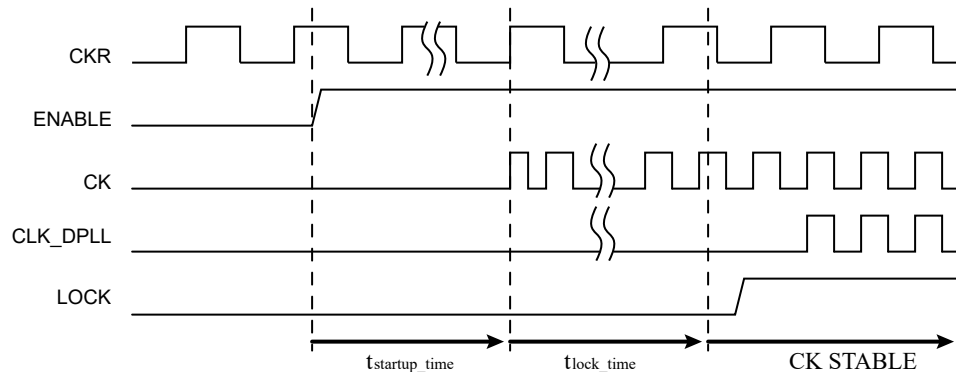 CKR
ENABLE
CK
CLK_DPLL
LOCK
tstartup_time tlock_time CK STABLE